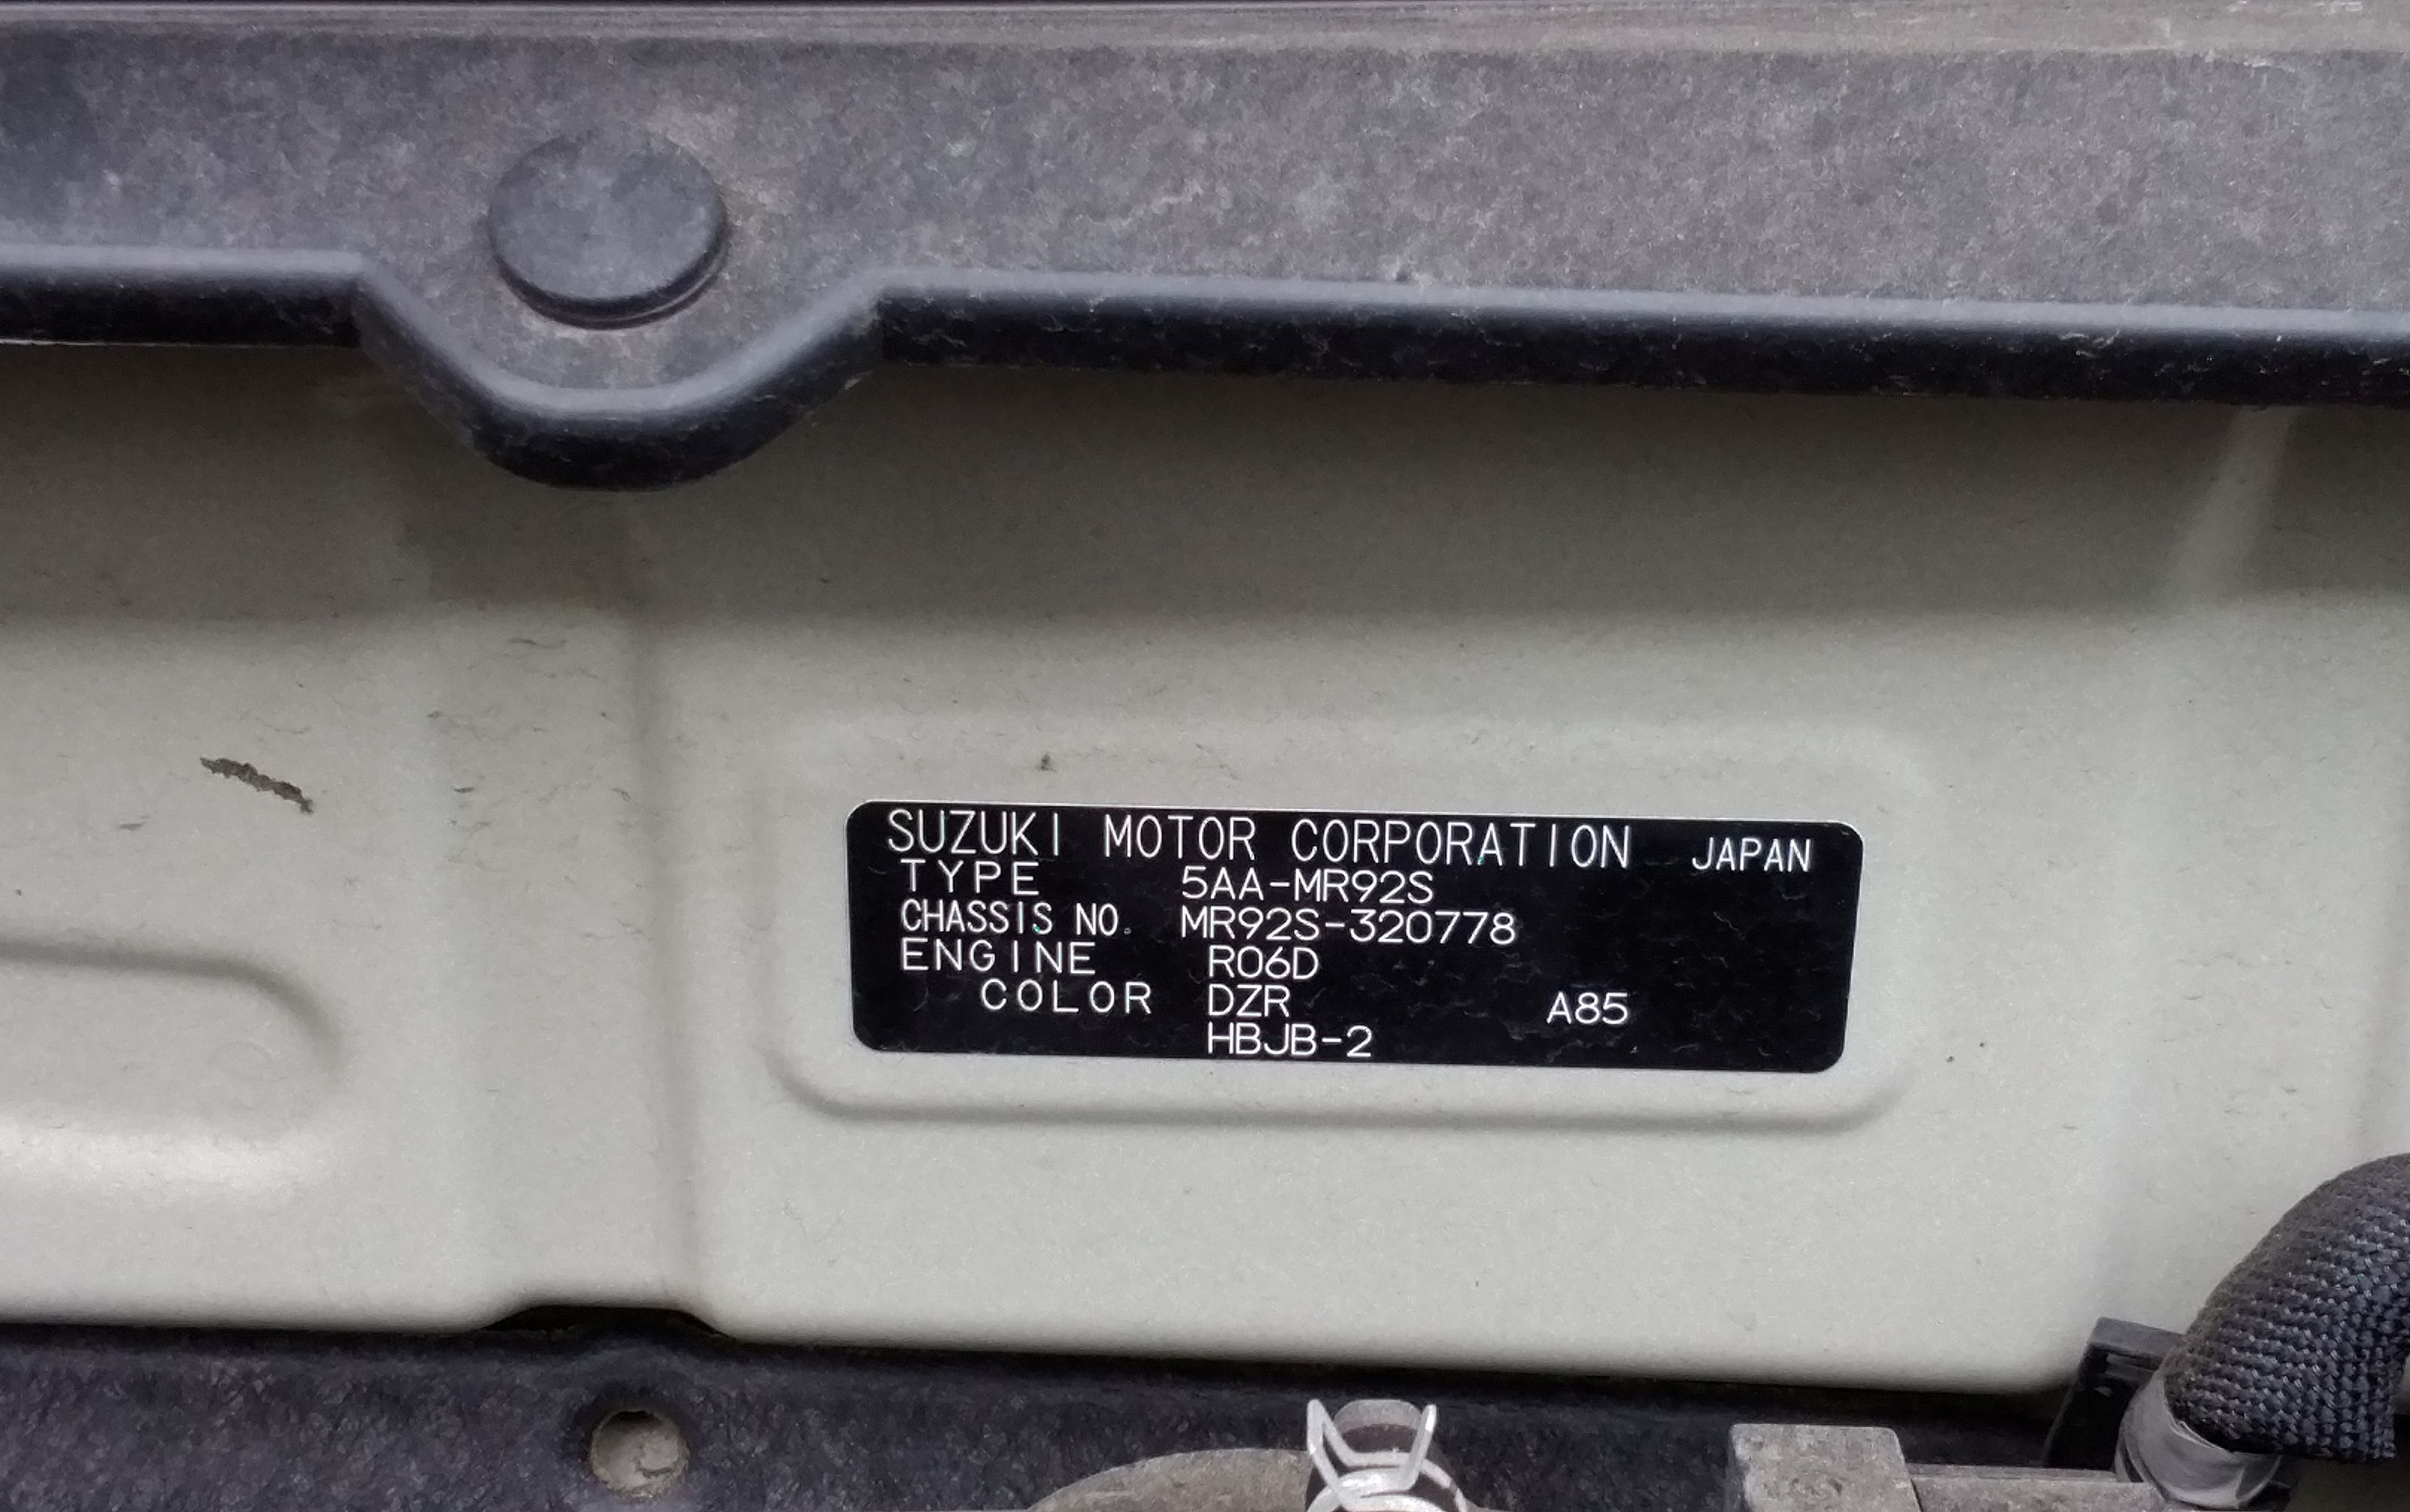 SUZUKI MOTOR CORPORATION JAPAN
TYPE 5AA-MR92S
CHASSIS NO. MR92S-320778
ENGINE R06D
COLOR DZR A85
HBJB-2